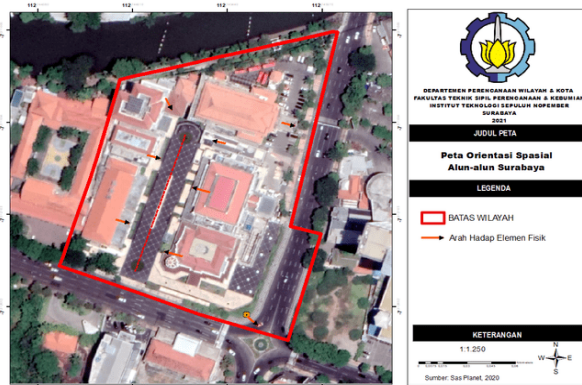 112
112
112
112
DEPARTEMEN PERENCANAAN WILAYAH & KOTA
FAKULTAS TEKNIK SIPIL PERENCANAAN & KEBUMIAN
INSTITUT TEKNOLOGI SEPULUH NOPEMBER
SURABAYA
2021
JUDUL PETA
Peta Orientasi Spasial
Alun-alun Surabaya
LEGENDA
BATAS WILAYAH
Arah Hadap Elemen Fisik
KETERANGAN
1:1.250
N
W
E
S
Sumber: Sas Planet, 2020